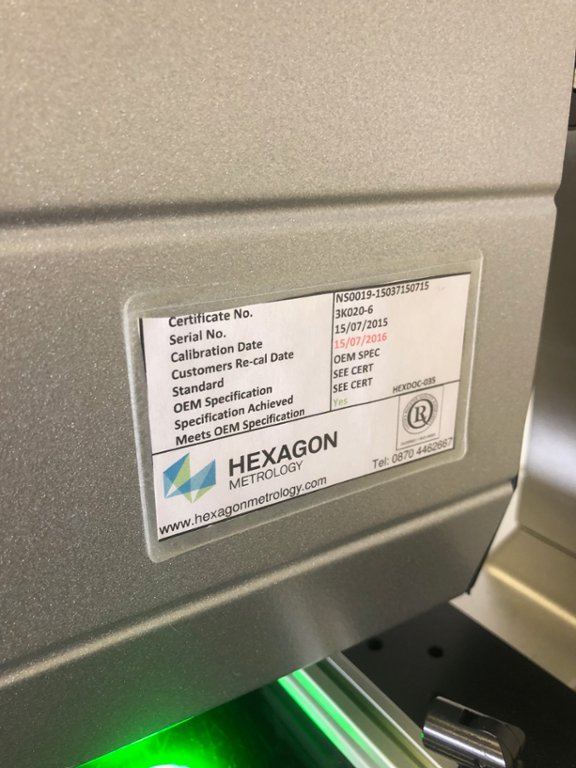 Certificate No. NS0019-15037150715
Serial No. 3K020-6
Calibration Date 15/07/2015
Customers Re-cal Date 15/07/2016
Standard OEM SPEC
OEM Specification SEE CERT
Specification Achieved SEE CERT
Meets OEM Specification Yes
HEXDOC-035
HEXAGON
METROLOGY
www.hexagonmetrology.com
Tel: 0870 4462667